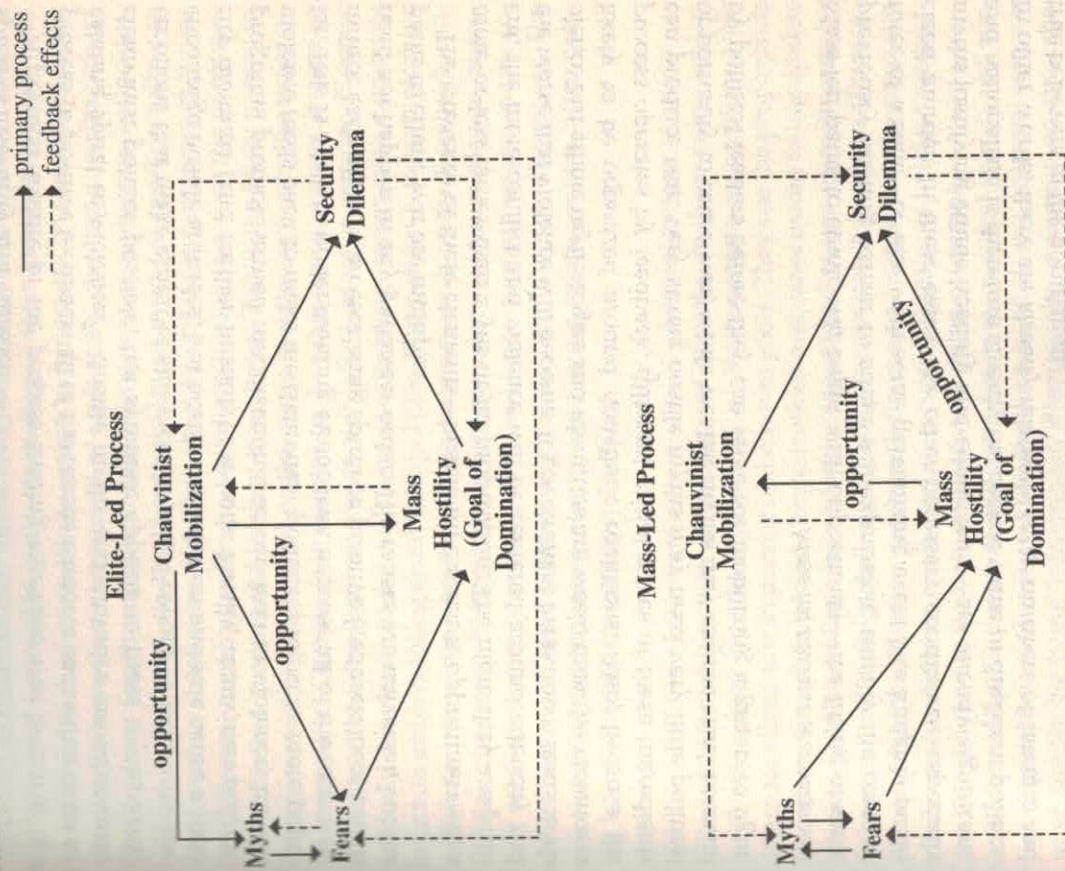 primary process
feedback effects
Elite-Led Process
Chauvinist
Mobilization
opportunity
opportunity
Myths
Fears
Mass
Hostility
(Goal of
Domination)
Security
Dilemma
Mass-Led Process
Chauvinist
Mobilization
opportunity
opportunity
Myths
Fears
Mass
Hostility
(Goal of
Domination)
Security
Dilemma